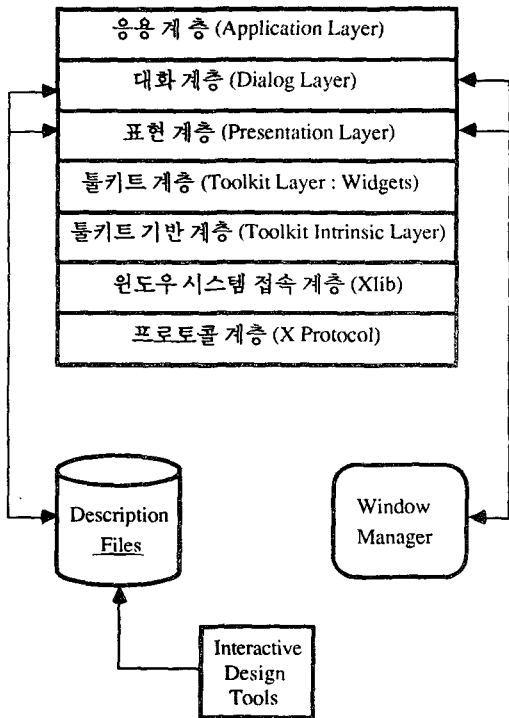 응용 계 층 (Application Layer)
대화 계층 (Dialog Layer)
표현 계층 (Presentation Layer)
툴키트 계층 (Toolkit Layer : Widgets)
툴키트 기반 계층 (Toolkit Intrinsic Layer)
윈도우 시스템 접속 계층 (Xlib)
프로토콜 계층 (X Protocol)
Description
Files
Window
Manager
Interactive
Design
Tools